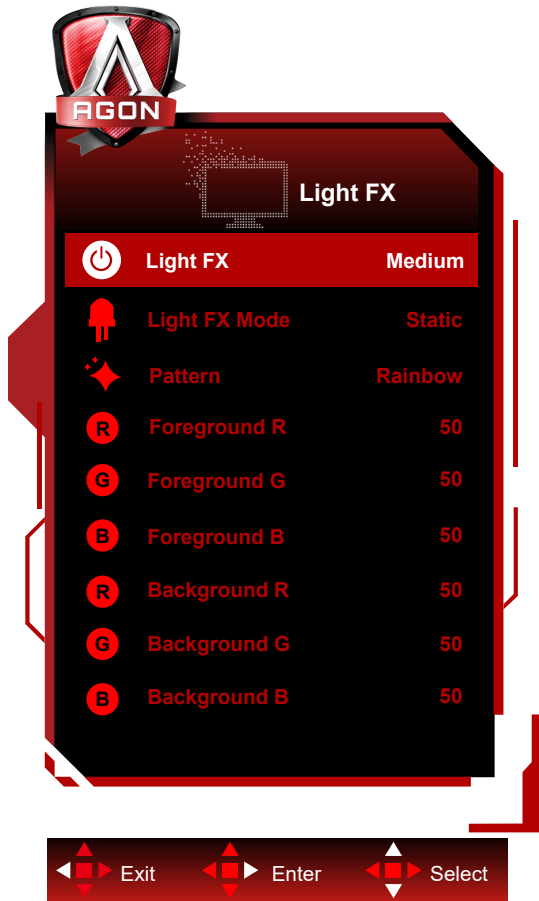 AGON
Light FX
Light FX Medium
Light FX Mode Static
Pattern Rainbow
R Foreground R 50
G Foreground G 50
B Foreground B 50
R Background R 50
G Background G 50
B Background B 50
Exit Enter Select